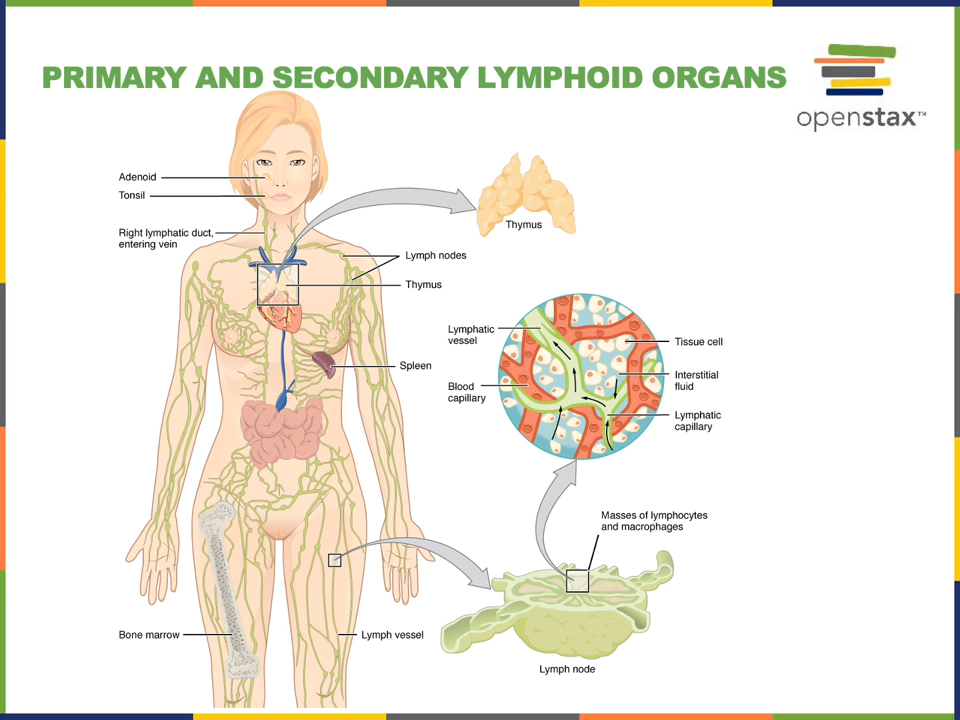 PRIMARY AND SECONDARY LYMPHOID ORGANS
openstax™
Adenoid
Tonsil
Right lymphatic duct,
entering vein
Thymus
Lymph nodes
Thymus
Spleen
Lymphatic
vessel
Blood
capillary
Tissue cell
Interstitial
fluid
Lymphatic
capillary
Masses of lymphocytes
and macrophages
Bone marrow
Lymph vessel
Lymph node